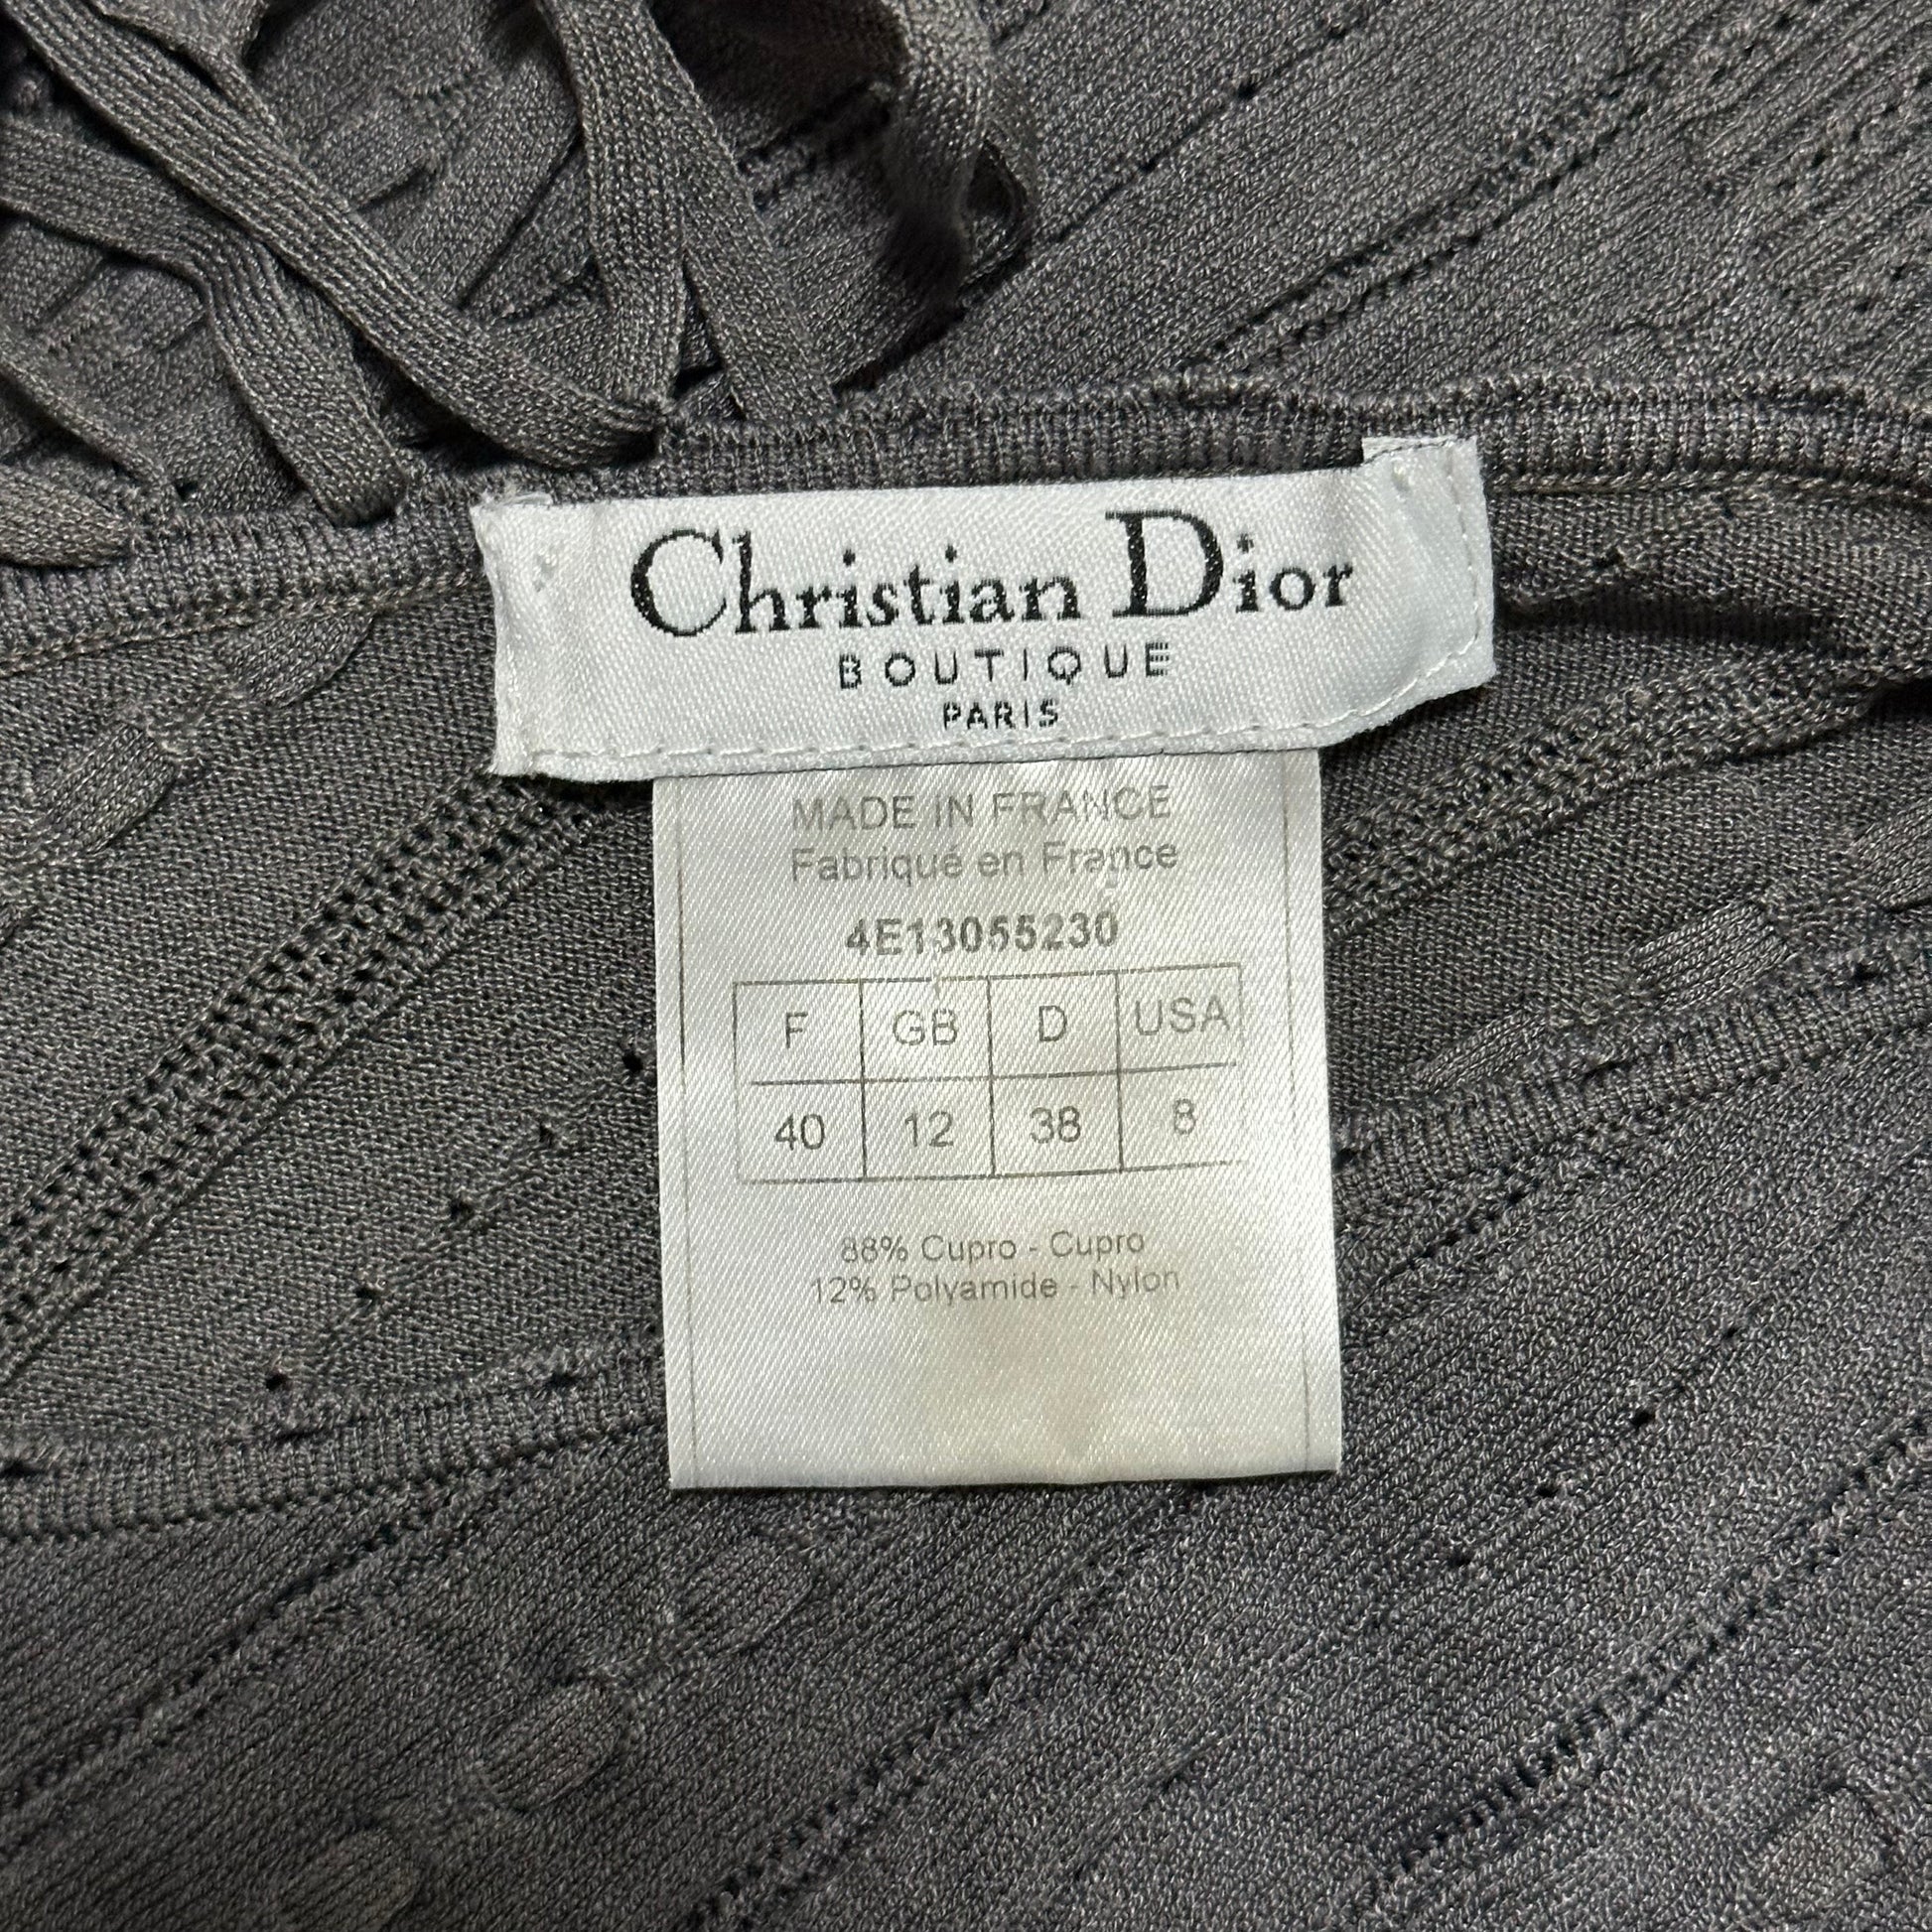 Christian Dior
BOUTIQUE
PARIS
MADE IN FRANCE
Fabriqué en France
4E13055230
F GB D USA
40 12 38 8
88% Cupro - Cupro
12% Polyamide - Nylon